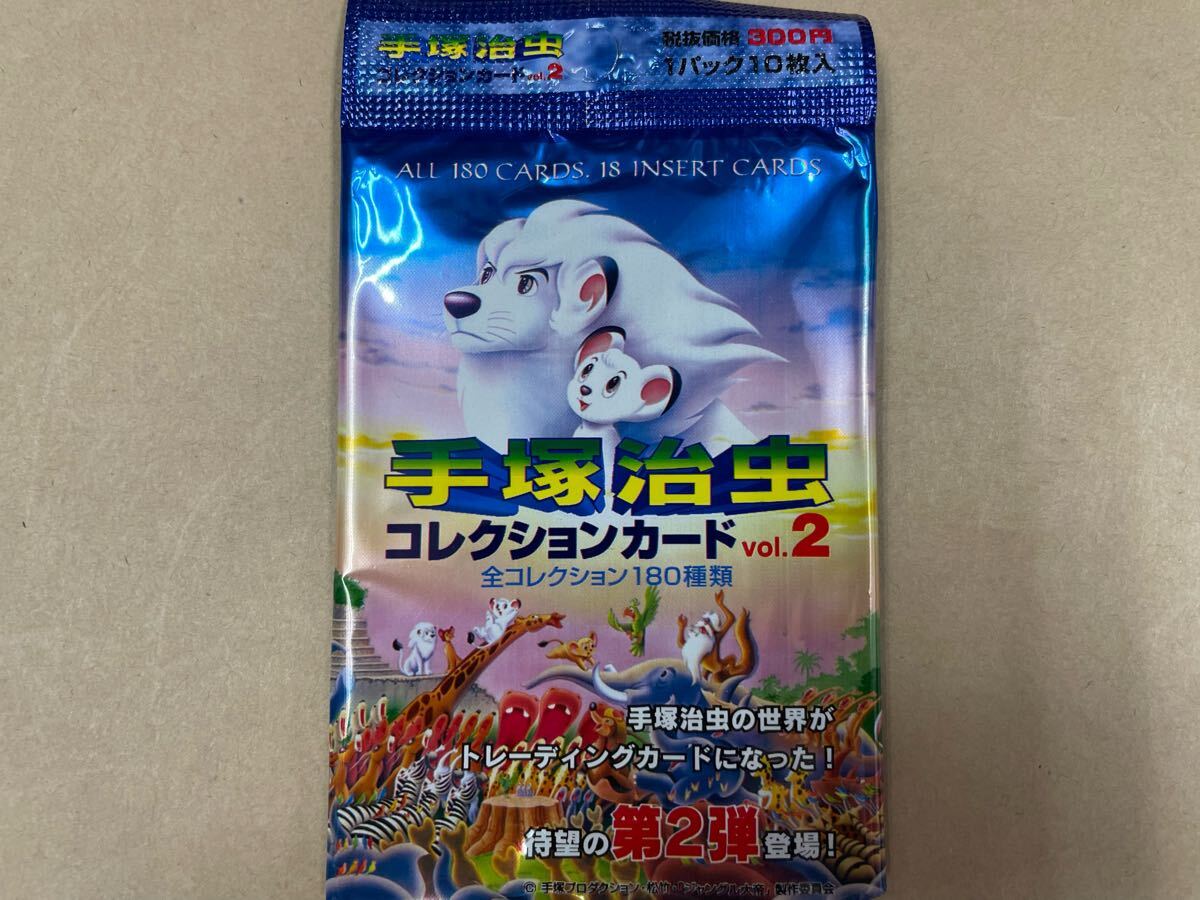 手塚治虫
コレクションカード vol.2
税抜価格 300円
1パック10枚入
ALL 180 CARDS. 18 INSERT CARDS
手塚治虫
コレクションカード vol.2
全コレクション180種類
手塚治虫の世界が
トレーディングカードになった!
待望の第2弾登場!
© 手塚プロダクション・松竹・「ジャングル大帝」製作委員会